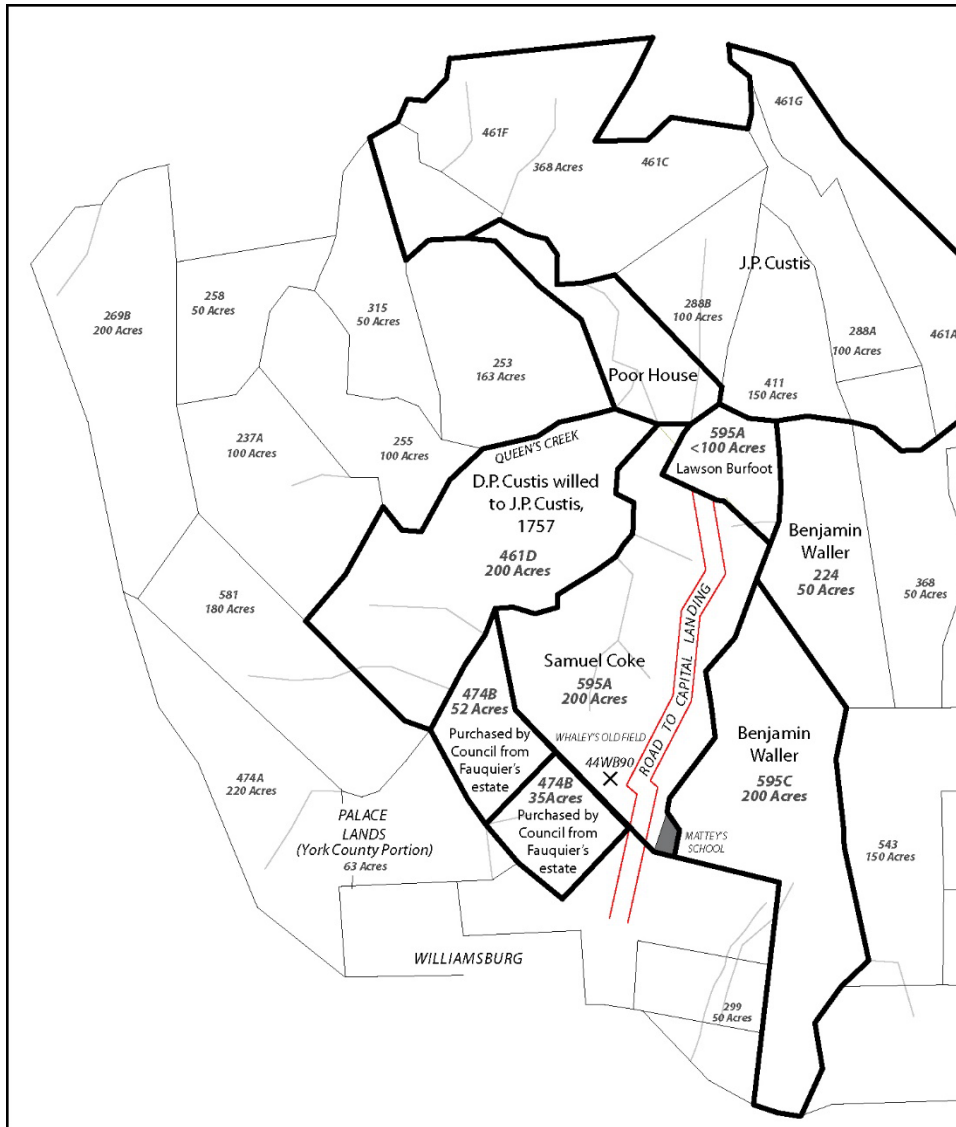 461G
461F
368 Acres
461C
J.P. Custis
269B
200 Acres
258
50 Acres
315
50 Acres
288B
100 Acres
288A
100 Acres
461A
253
163 Acres
Poor House
411
150 Acres
237A
100 Acres
255
100 Acres
QUEEN'S CREEK
595A
<100 Acres
Lawson Burfoot
D.P. Custis willed
to J.P. Custis,
1757
461D
200 Acres
Benjamin
Waller
224
50 Acres
368
50 Acres
581
180 Acres
Samuel Coke
595A
200 Acres
ROAD TO CAPITAL LANDING
474B
52 Acres
Purchased by
Council from
Fauquier's
estate
WHALEY'S OLD FIELD
44WB90
Benjamin
Waller
595C
200 Acres
474A
220 Acres
474B
35Acres
Purchased by
Council from
Fauquier's
estate
PALACE
LANDS
(York County Portion)
63 Acres
MATTEY'S
SCHOOL
543
150 Acres
WILLIAMSBURG
299
50 Acres